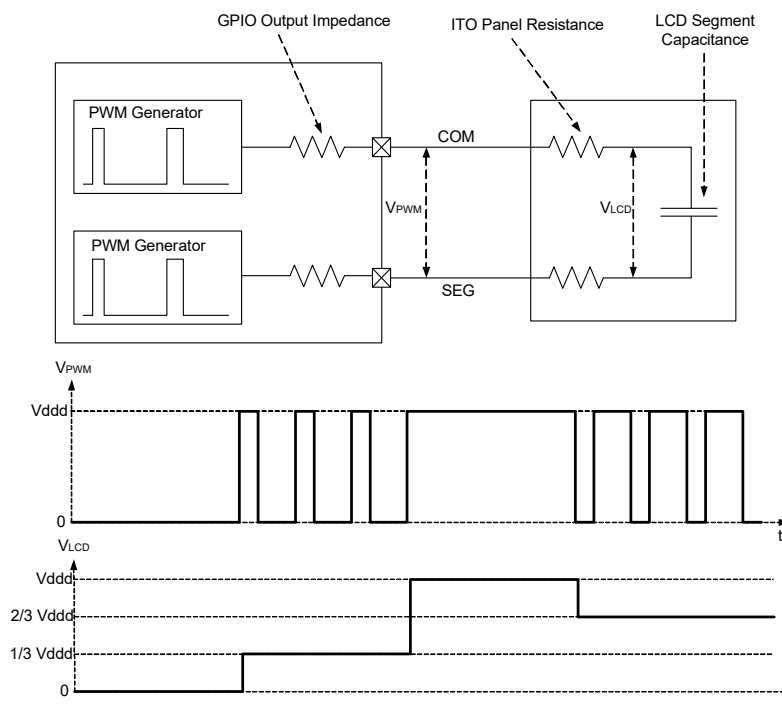 GPIO Output Impedance
ITO Panel Resistance
LCD Segment
Capacitance
PWM Generator
COM
VPWM
VLCD
PWM Generator
SEG
VPWM
Vddd
0
t
VLCD
Vddd
2/3 Vddd
1/3 Vddd
0